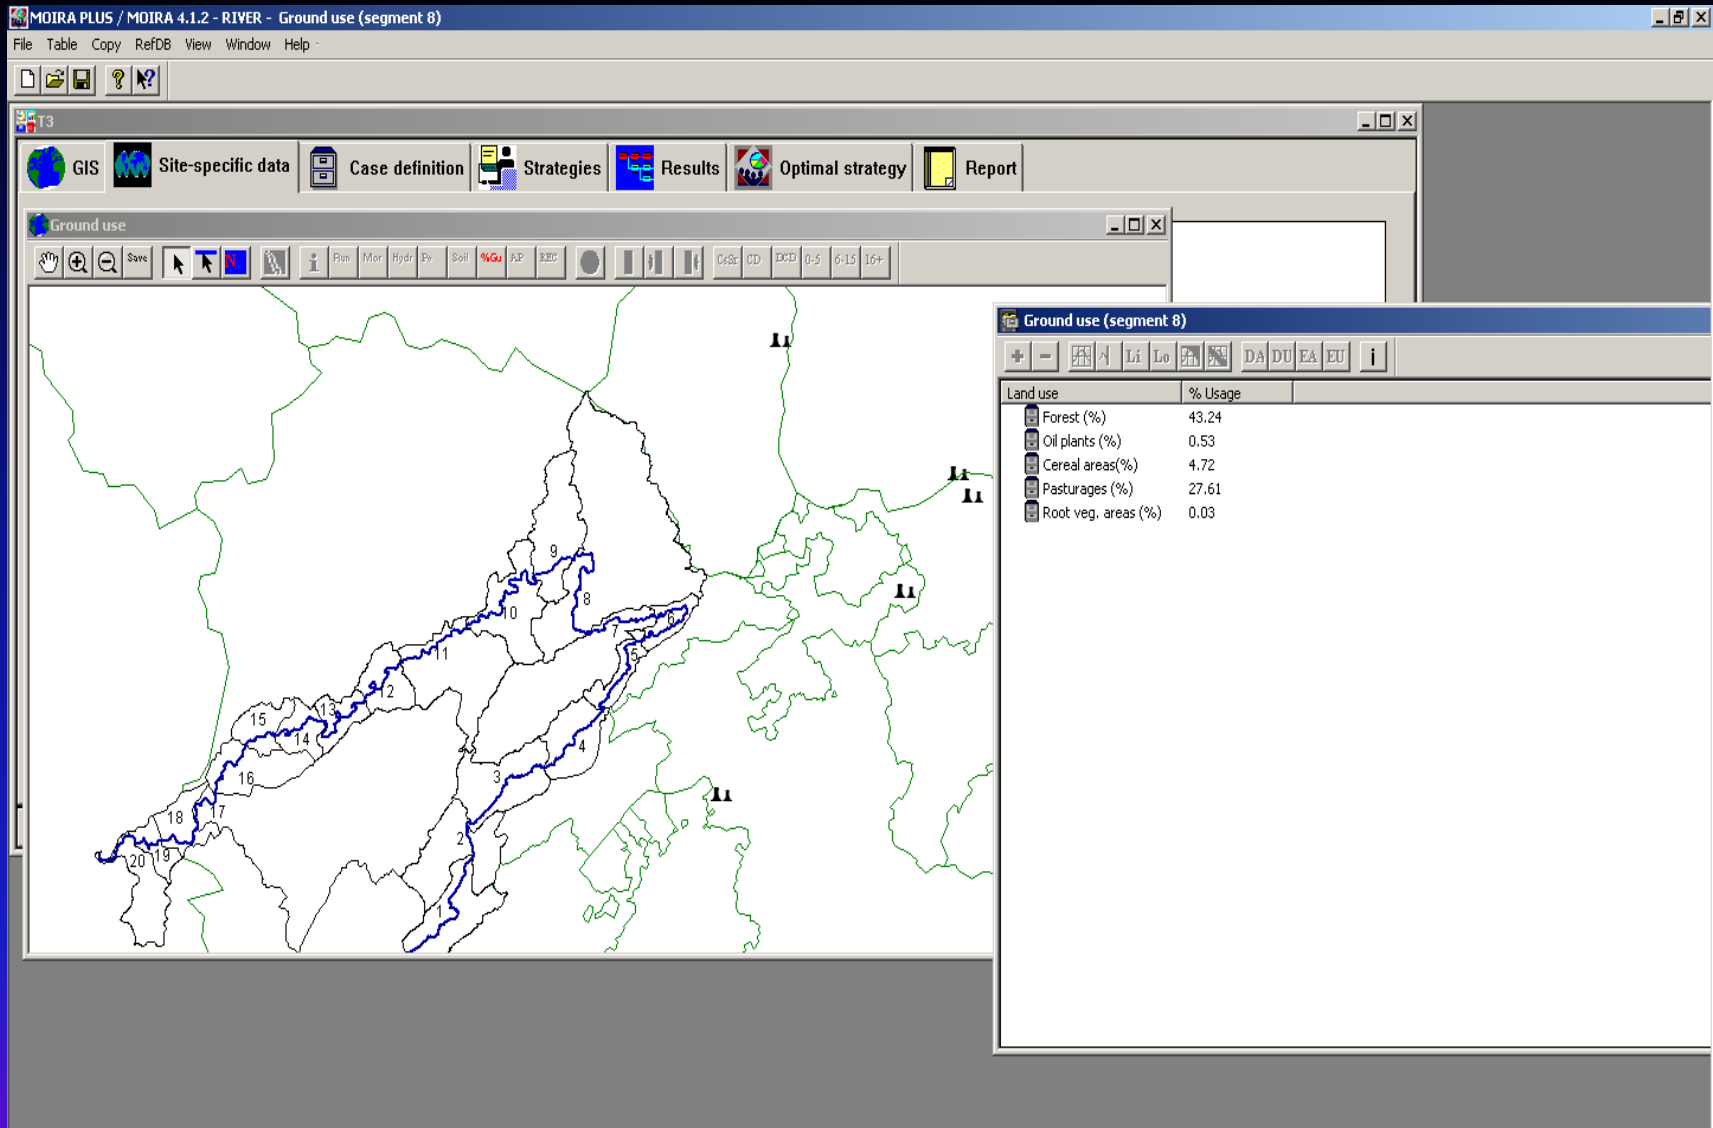 MOIRA PLUS / MOIRA 4.1.2 - RIVER - Ground use (segment 8)
File Table Copy RefDB View Window Help
T3
GIS Site-specific data Case definition Strategies Results Optimal strategy Report
Ground use
Save N i Run Mor Hydr Soil %Gu AP REC CsSr CD DCD 0-5 6-15 16+
Ground use (segment 8)
Li Lo DA DU EA EU i
Land use % Usage
Forest (%) 43.24
Oil plants (%) 0.53
Cereal areas(%) 4.72
Pasturages (%) 27.61
Root veg. areas (%) 0.03
9
8
10
6
7
11
5
12
13
15
14
4
3
16
17
18
2
19
20
1